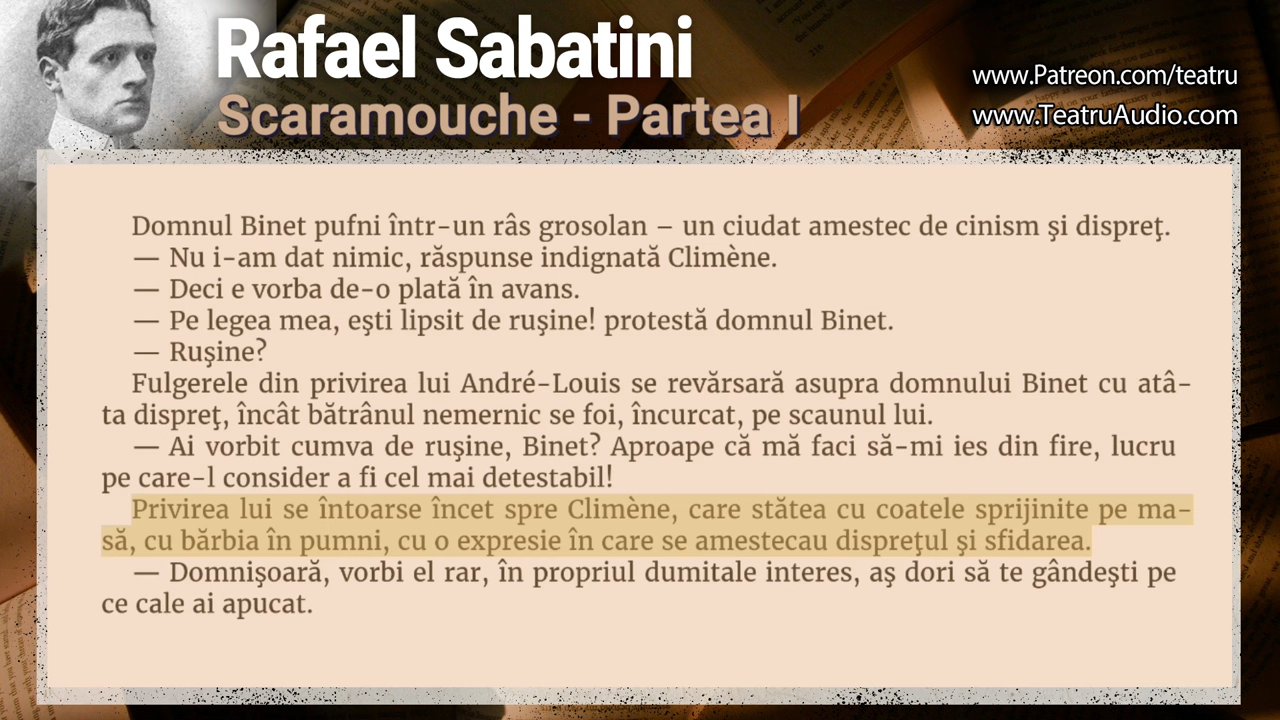 Rafael Sabatini
Scaramouche - Partea I
www.Patreon.com/teatru
www.TeatruAudio.com
Domnul Binet pufni într-un râs grosolan – un ciudat amestec de cinism şi dispreţ.
— Nu i-am dat nimic, răspunse indignată Climène.
— Deci e vorba de-o plată în avans.
— Pe legea mea, eşti lipsit de ruşine! protestă domnul Binet.
— Ruşine?
Fulgerele din privirea lui André-Louis se revărsară asupra domnului Binet cu atâ-
ta dispreţ, încât bătrânul nemernic se foi, încurcat, pe scaunul lui.
— Ai vorbit cumva de ruşine, Binet? Aproape că mă faci să-mi ies din fire, lucru
pe care-l consider a fi cel mai detestabil!
Privirea lui se întoarse încet spre Climène, care stătea cu coatele sprijinite pe ma-
să, cu bărbia în pumni, cu o expresie în care se amestecau dispreţul şi sfidarea.
— Domnişoară, vorbi el rar, în propriul dumitale interes, aş dori să te gândeşti pe
ce cale ai apucat.